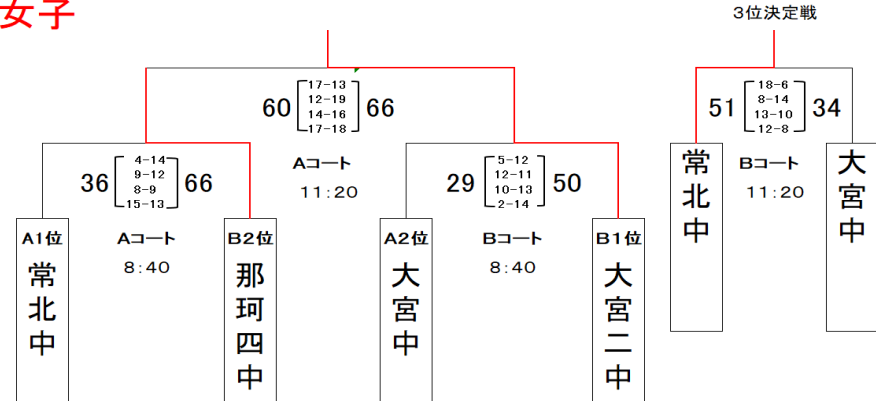 女子
3位決定戦
60
17-13
12-19
14-16
17-18
66
Aコート
11:20
51
18-6
8-14
13-10
12-8
34
Bコート
11:20
常北中
大宮中
36
4-14
9-12
8-9
15-13
66
Aコート
8:40
29
5-12
12-11
10-13
2-14
50
Bコート
8:40
A1位
常北中
B2位
那珂四中
A2位
大宮中
B1位
大宮二中